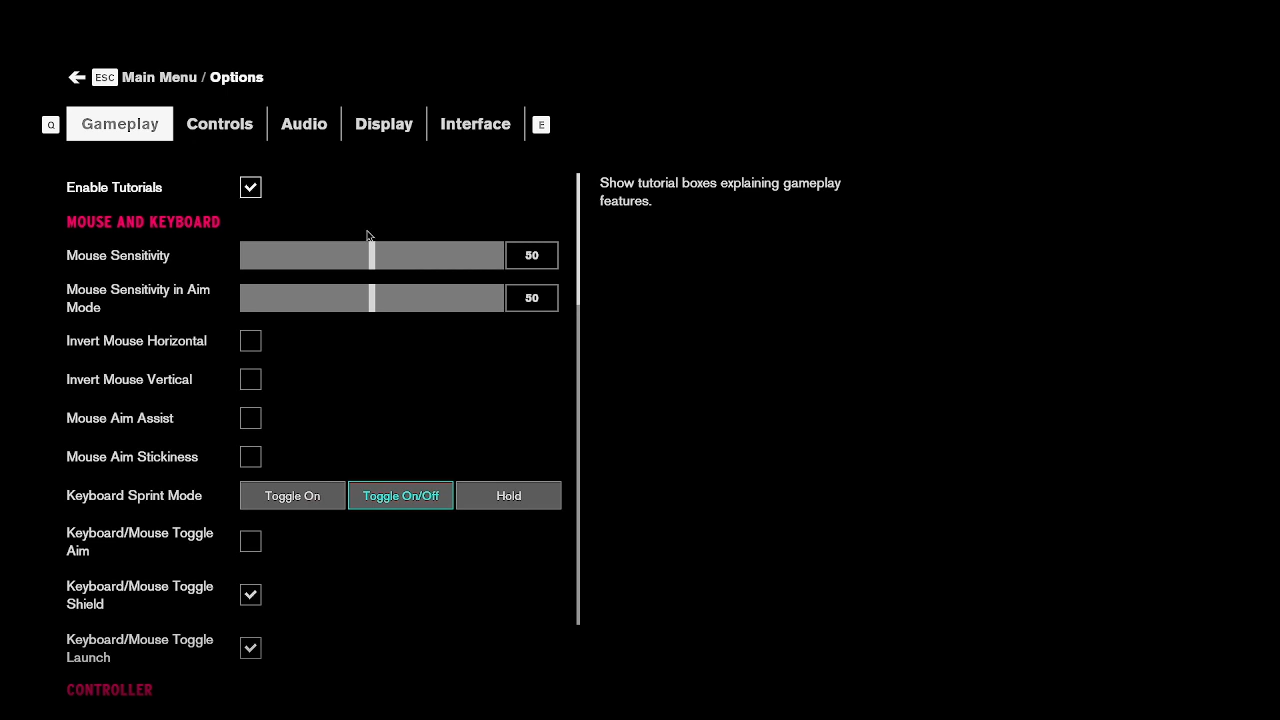 ESC Main Menu / Options
Q Gameplay Controls Audio Display Interface E
Enable Tutorials
Show tutorial boxes explaining gameplay
features.
MOUSE AND KEYBOARD
Mouse Sensitivity 50
Mouse Sensitivity in Aim
Mode 50
Invert Mouse Horizontal
Invert Mouse Vertical
Mouse Aim Assist
Mouse Aim Stickiness
Keyboard Sprint Mode Toggle On Toggle On/Off Hold
Keyboard/Mouse Toggle
Aim
Keyboard/Mouse Toggle
Shield
Keyboard/Mouse Toggle
Launch
CONTROLLER